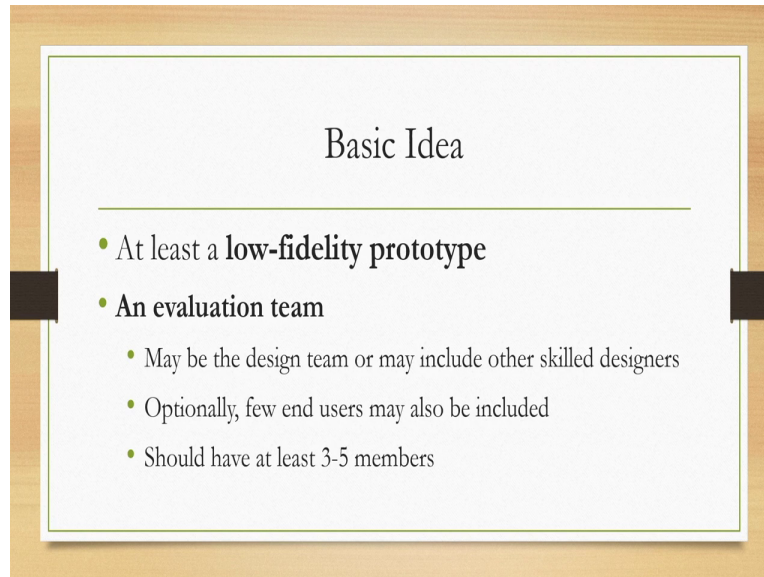 Basic Idea
• At least a low-fidelity prototype
• An evaluation team
• May be the design team or may include other skilled designers
• Optionally, few end users may also be included
• Should have at least 3-5 members